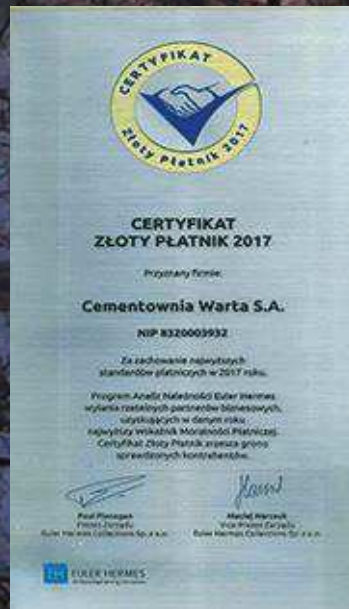 CERTYFIKAT
Złoty Płatnik 2017
CERTYFIKAT
ZŁOTY PŁATNIK 2017
Przyznany firmie:
Cementownia Warta S.A.
NIP 8320003932
Za zachowanie najwyższych
standardów płatniczych w 2017 roku.
Program Analiz Należności Euler Hermes
wyłania rzetelnych partnerów biznesowych,
uzyskujących w danym roku
najwyższy Wskaźnik Moralności Płatniczej.
Certyfikat Złoty Płatnik zrzesza grono
sprawdzonych kontrahentów.
Paul Flanagan
Prezes Zarządu
Euler Hermes Collections Sp. z o.o.
Maciej Harczuk
Vice Prezes Zarządu
Euler Hermes Collections Sp. z o.o.
EULER HERMES